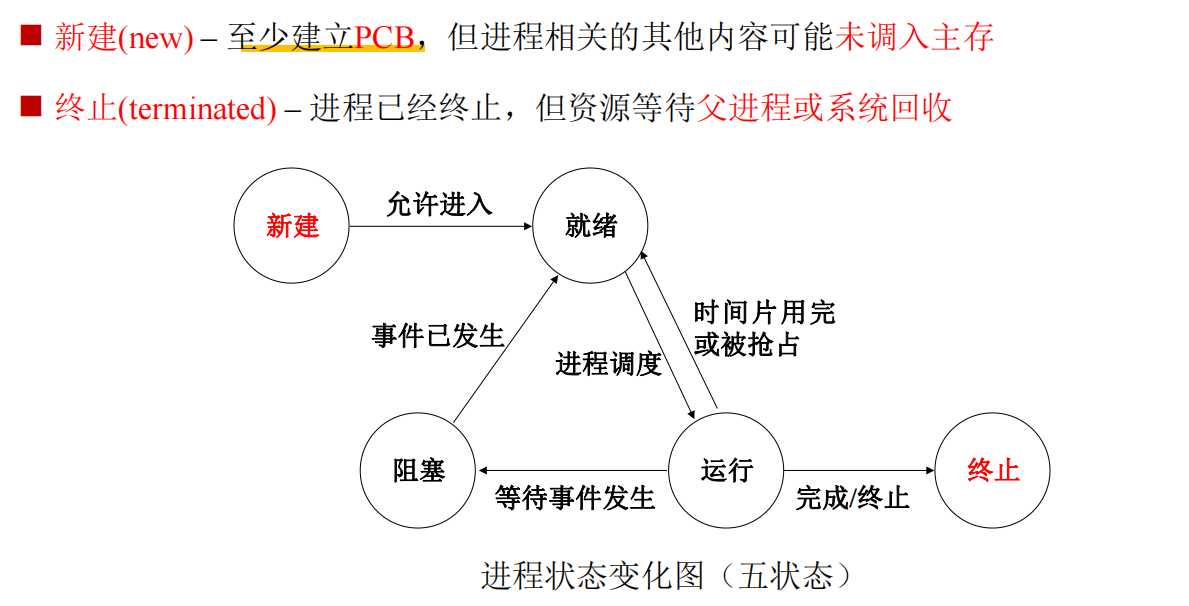 新建(new) – 至少建立PCB，但进程相关的其他内容可能未调入主存
终止(terminated) – 进程已经终止，但资源等待父进程或系统回收
新建
允许进入
就绪
事件已发生
进程调度
时间片用完
或被抢占
阻塞
等待事件发生
运行
完成/终止
终止
进程状态变化图（五状态）